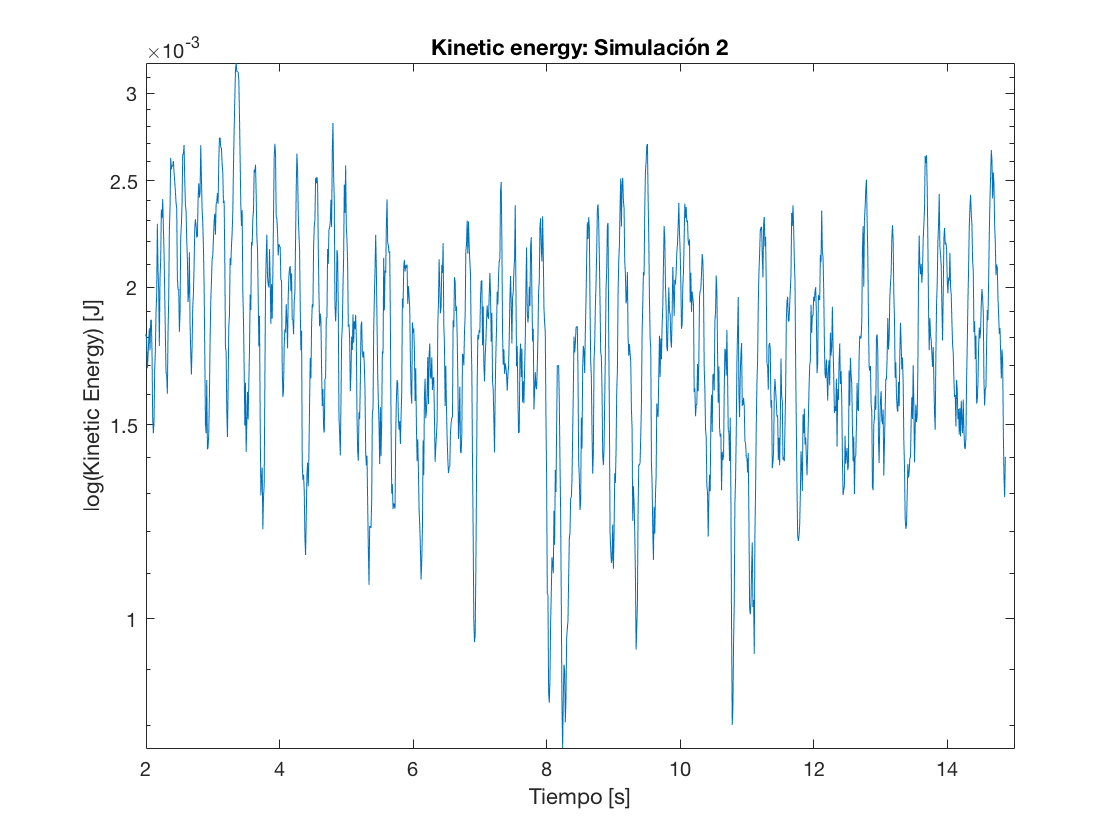 Kinetic energy: Simulación 2
×10-3
3
2.5
2
1.5
1
log(Kinetic Energy) [J]
2 4 6 8 10 12 14
Tiempo [s]